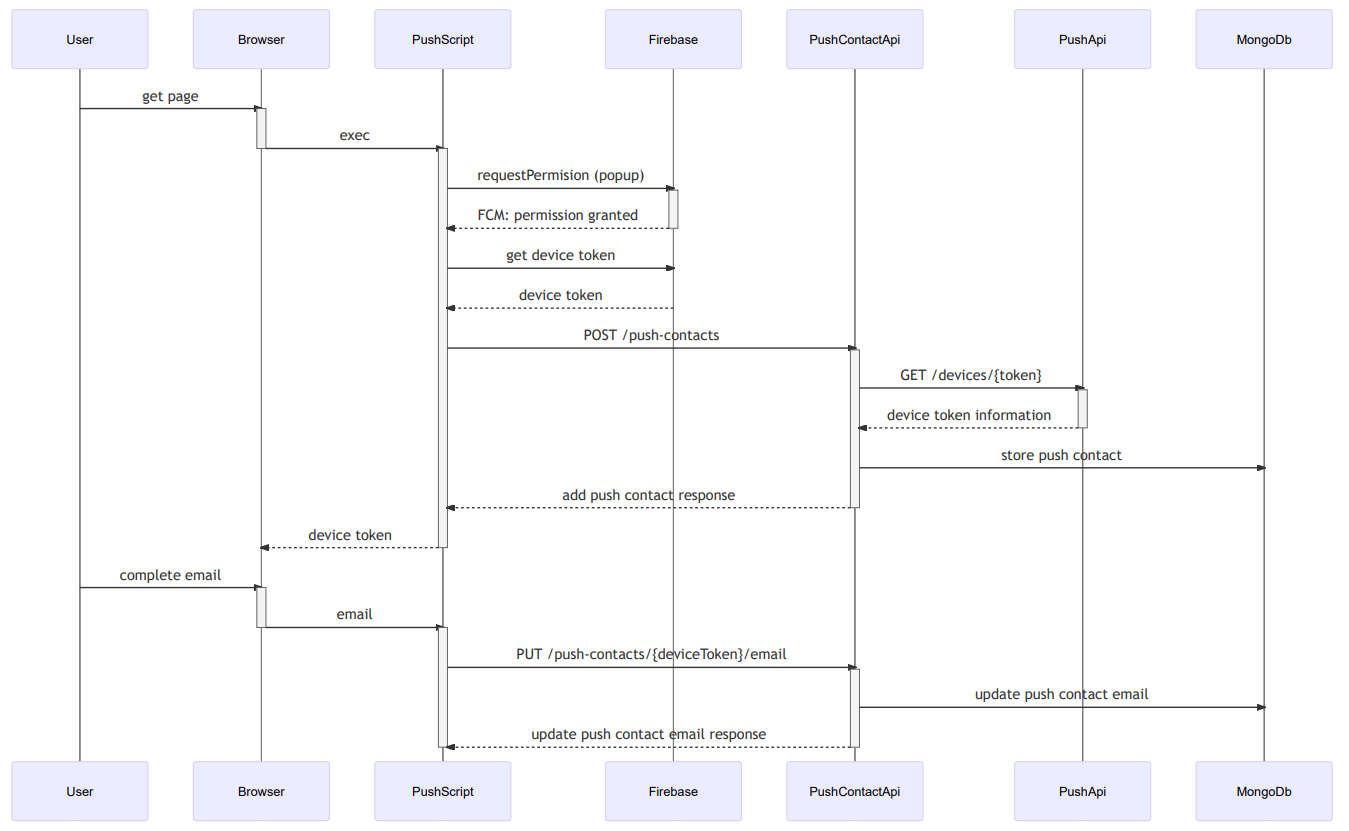 User
Browser
PushScript
Firebase
PushContactApi
PushApi
MongoDb
get page
exec
requestPermision (popup)
FCM: permission granted
get device token
device token
POST /push-contacts
GET /devices/{token}
device token information
store push contact
add push contact response
device token
complete email
email
PUT /push-contacts/{deviceToken}/email
update push contact email
update push contact email response
User
Browser
PushScript
Firebase
PushContactApi
PushApi
MongoDb